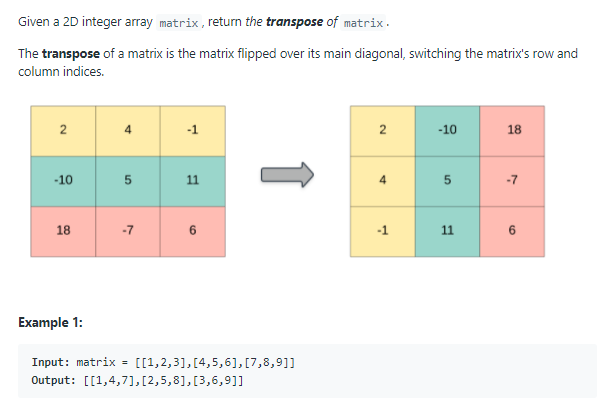 Given a 2D integer array matrix, return the transpose of matrix.
The transpose of a matrix is the matrix flipped over its main diagonal, switching the matrix's row and
column indices.
2 4 -1 2 -10 18
-10 5 11 4 5 -7
18 -7 6 -1 11 6
Example 1:
Input: matrix = [[1,2,3],[4,5,6],[7,8,9]]
Output: [[1,4,7],[2,5,8],[3,6,9]]